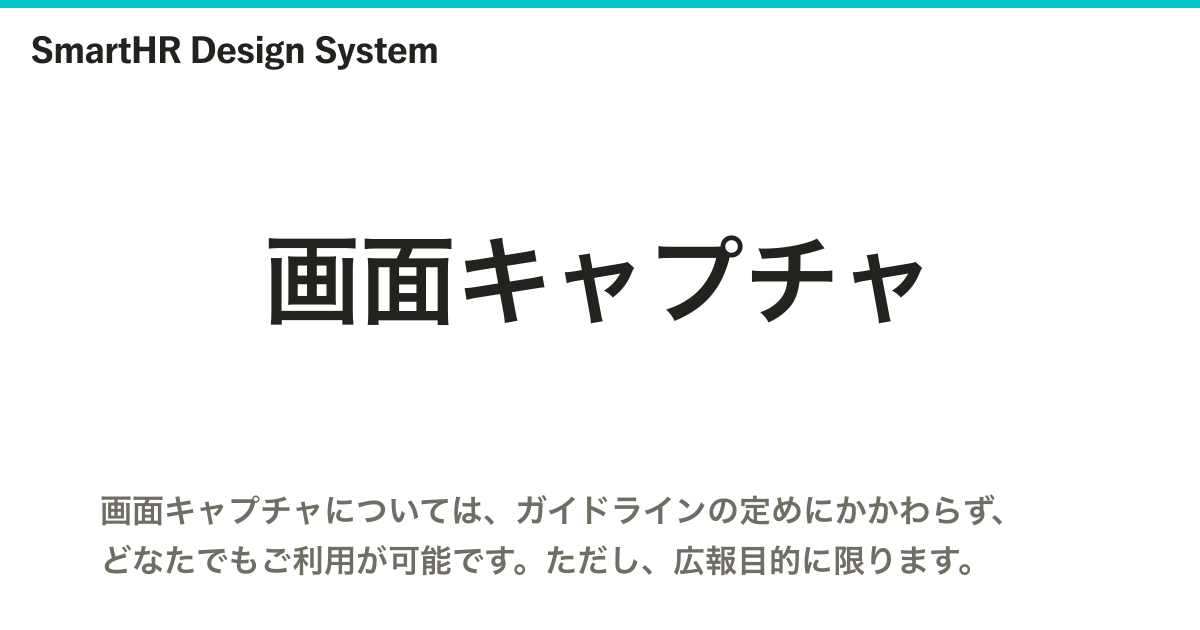 SmartHR Design System
画面キャプチャ
画面キャプチャについては、ガイドラインの定めにかかわらず、
どなたでもご利用が可能です。ただし、広報目的に限ります。